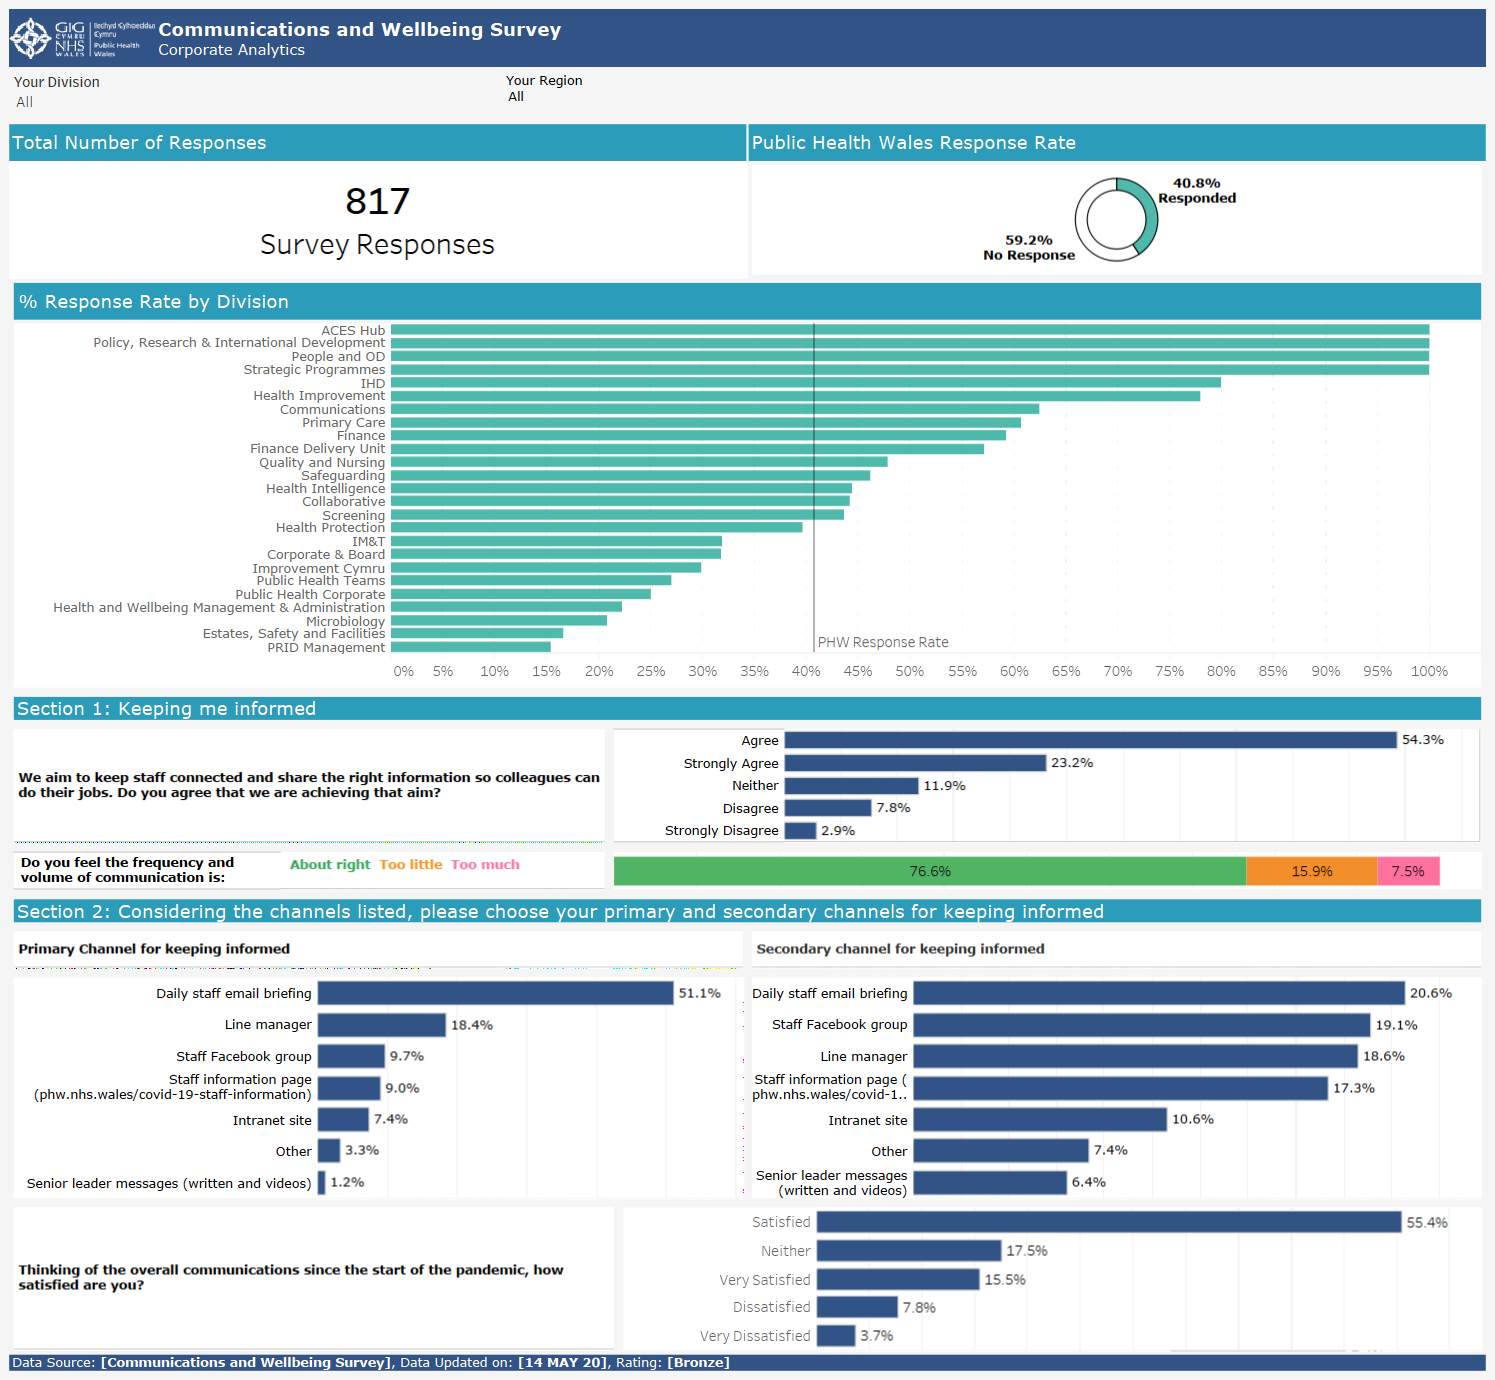 GIG
CYMRU
NHS
WALES
Iechyd Cyhoeddus
Cymru
Public Health
Wales
Communications and Wellbeing Survey
Corporate Analytics
Your Division
All
Your Region
All
Total Number of Responses
Public Health Wales Response Rate
817
Survey Responses
40.8%
Responded
59.2%
No Response
% Response Rate by Division
ACES Hub
Policy, Research & International Development
People and OD
Strategic Programmes
IHD
Health Improvement
Communications
Primary Care
Finance
Finance Delivery Unit
Quality and Nursing
Safeguarding
Health Intelligence
Collaborative
Screening
Health Protection
IM&T
Corporate & Board
Improvement Cymru
Public Health Teams
Public Health Corporate
Health and Wellbeing Management & Administration
Microbiology
Estates, Safety and Facilities
PRID Management
PHW Response Rate
0% 5% 10% 15% 20% 25% 30% 35% 40% 45% 50% 55% 60% 65% 70% 75% 80% 85% 90% 95% 100%
Section 1: Keeping me informed
We aim to keep staff connected and share the right information so colleagues can
do their jobs. Do you agree that we are achieving that aim?
Agree 54.3%
Strongly Agree 23.2%
Neither 11.9%
Disagree 7.8%
Strongly Disagree 2.9%
Do you feel the frequency and
volume of communication is:
About right Too little Too much
76.6% 15.9% 7.5%
Section 2: Considering the channels listed, please choose your primary and secondary channels for keeping informed
Primary Channel for keeping informed
Daily staff email briefing 51.1%
Line manager 18.4%
Staff Facebook group 9.7%
Staff information page
(phw.nhs.wales/covid-19-staff-information) 9.0%
Intranet site 7.4%
Other 3.3%
Senior leader messages (written and videos) 1.2%
Secondary channel for keeping informed
Daily staff email briefing 20.6%
Staff Facebook group 19.1%
Line manager 18.6%
Staff information page (
phw.nhs.wales/covid-1.. 17.3%
Intranet site 10.6%
Other 7.4%
Senior leader messages
(written and videos) 6.4%
Thinking of the overall communications since the start of the pandemic, how
satisfied are you?
Satisfied 55.4%
Neither 17.5%
Very Satisfied 15.5%
Dissatisfied 7.8%
Very Dissatisfied 3.7%
Data Source: [Communications and Wellbeing Survey], Data Updated on: [14 MAY 20], Rating: [Bronze]